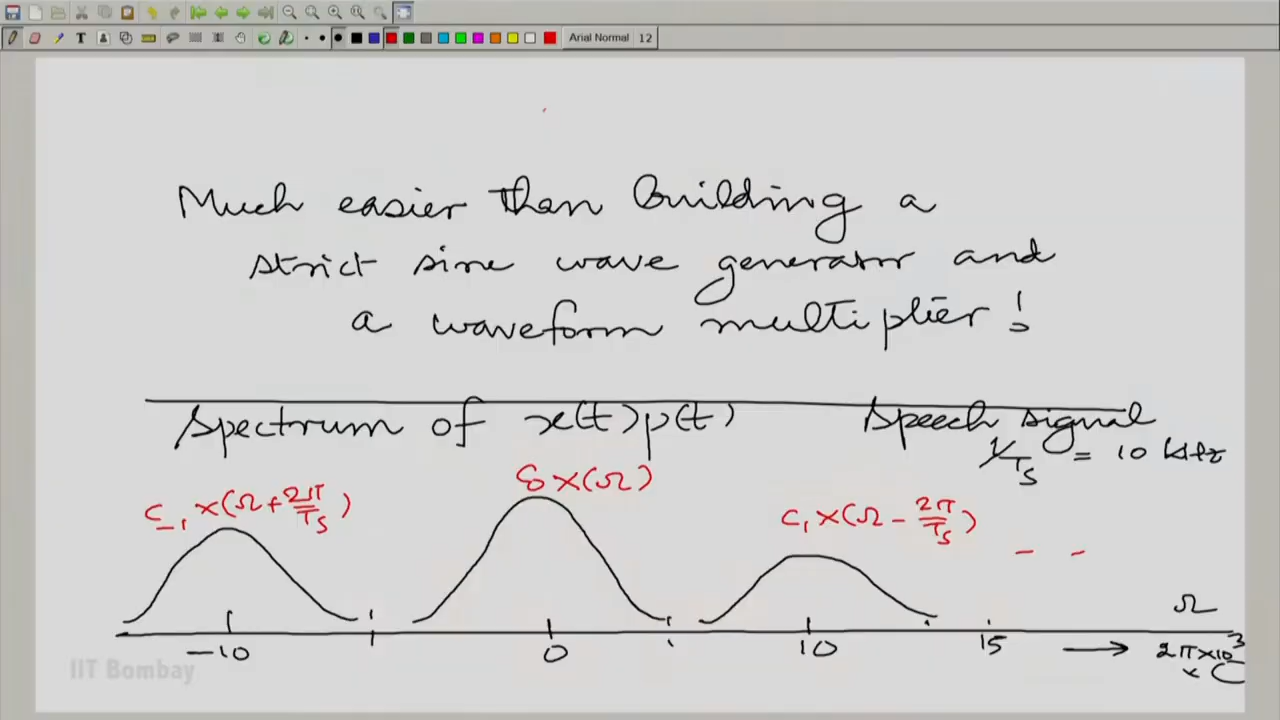 Arial Normal 12
Much easier than building a
strict sine wave generator and
a waveform multiplier!
Spectrum of x(t)p(t) Speech signal
1/Ts = 10 kHz
C₋₁ X(Ω + 2π/Ts) C₀ X(Ω) C₁ X(Ω − 2π/Ts) – –
Ω
−10 0 10 15 → 2π×10³
IIT Bombay